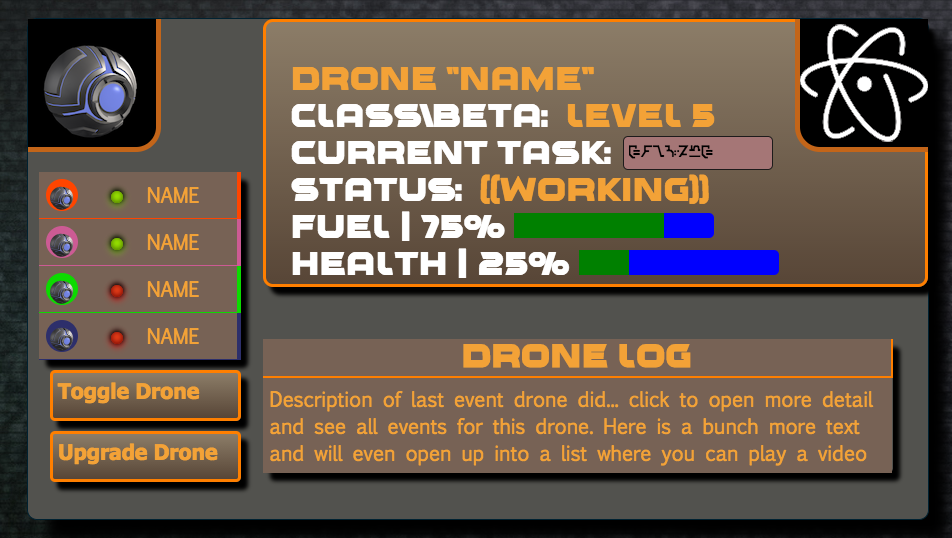 DRONE "NAME"
CLASS\BETA: LEVEL 5
CURRENT TASK:
STATUS: ((WORKING))
FUEL | 75%
HEALTH | 25%
NAME
NAME
NAME
NAME
Toggle Drone
Upgrade Drone
DRONE LOG
Description of last event drone did... click to open more detail
and see all events for this drone. Here is a bunch more text
and will even open up into a list where you can play a video